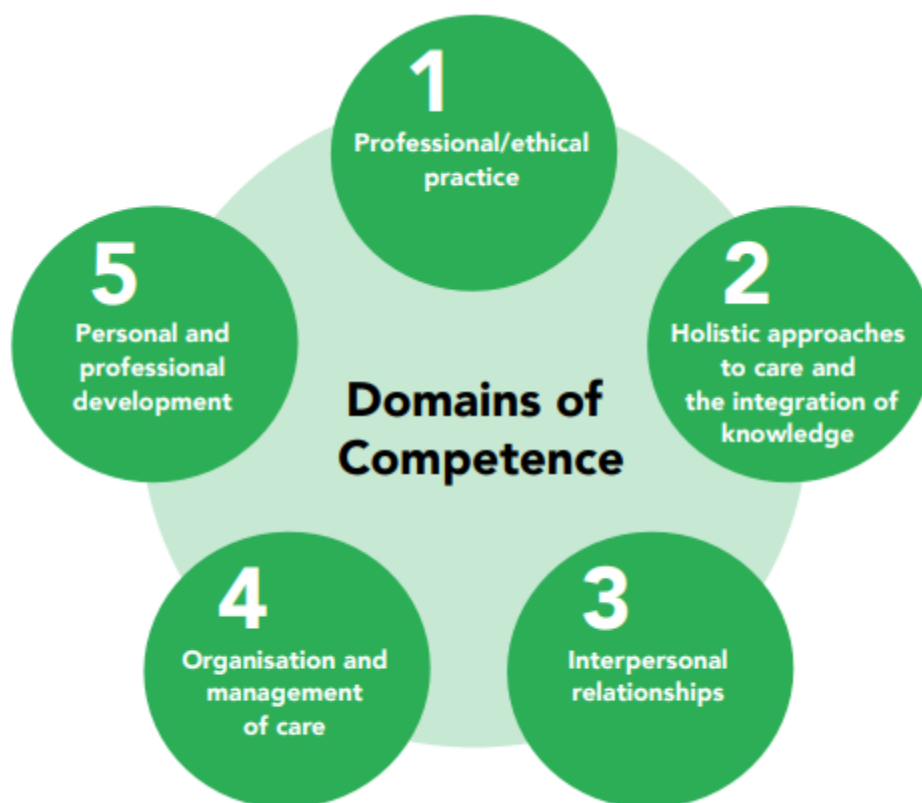 1
Professional/ethical
practice
2
Holistic approaches
to care and
the integration of
knowledge
3
Interpersonal
relationships
4
Organisation and
management
of care
5
Personal and
professional
development
Domains of
Competence